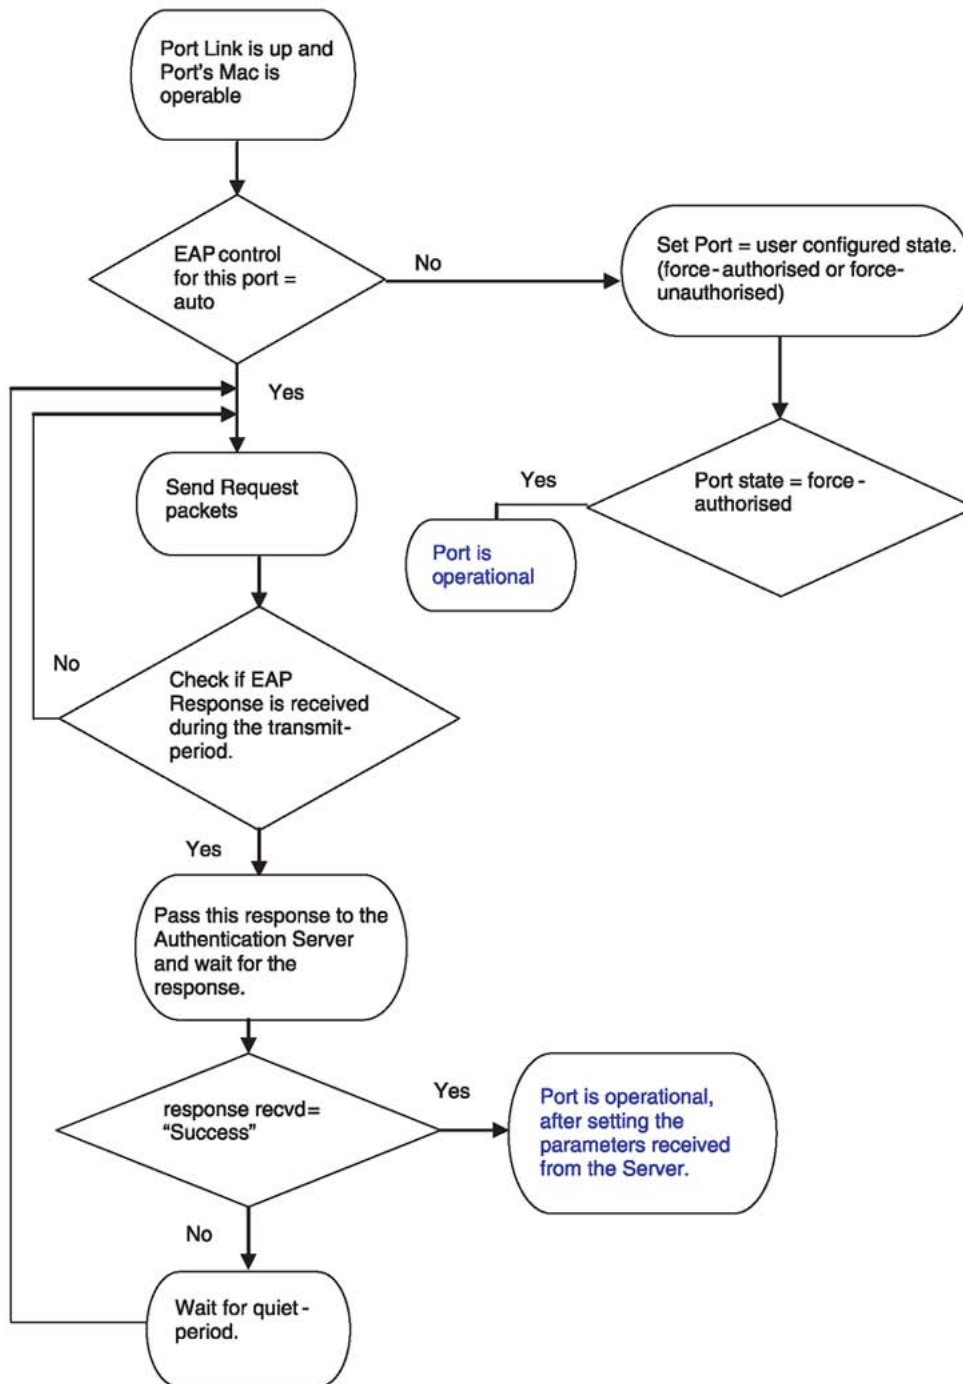 Port Link is up and
Port's Mac is
operable
EAP control
for this port =
auto
No
Set Port = user configured state.
(force-authorised or force-
unauthorised)
Yes
Send Request
packets
Yes
Port state = force-
authorised
Port is
operational
No
Check if EAP
Response is received
during the transmit-
period.
Yes
Pass this response to the
Authentication Server
and wait for the
response.
response recvd=
“Success”
Yes
Port is operational,
after setting the
parameters received
from the Server.
No
Wait for quiet-
period.